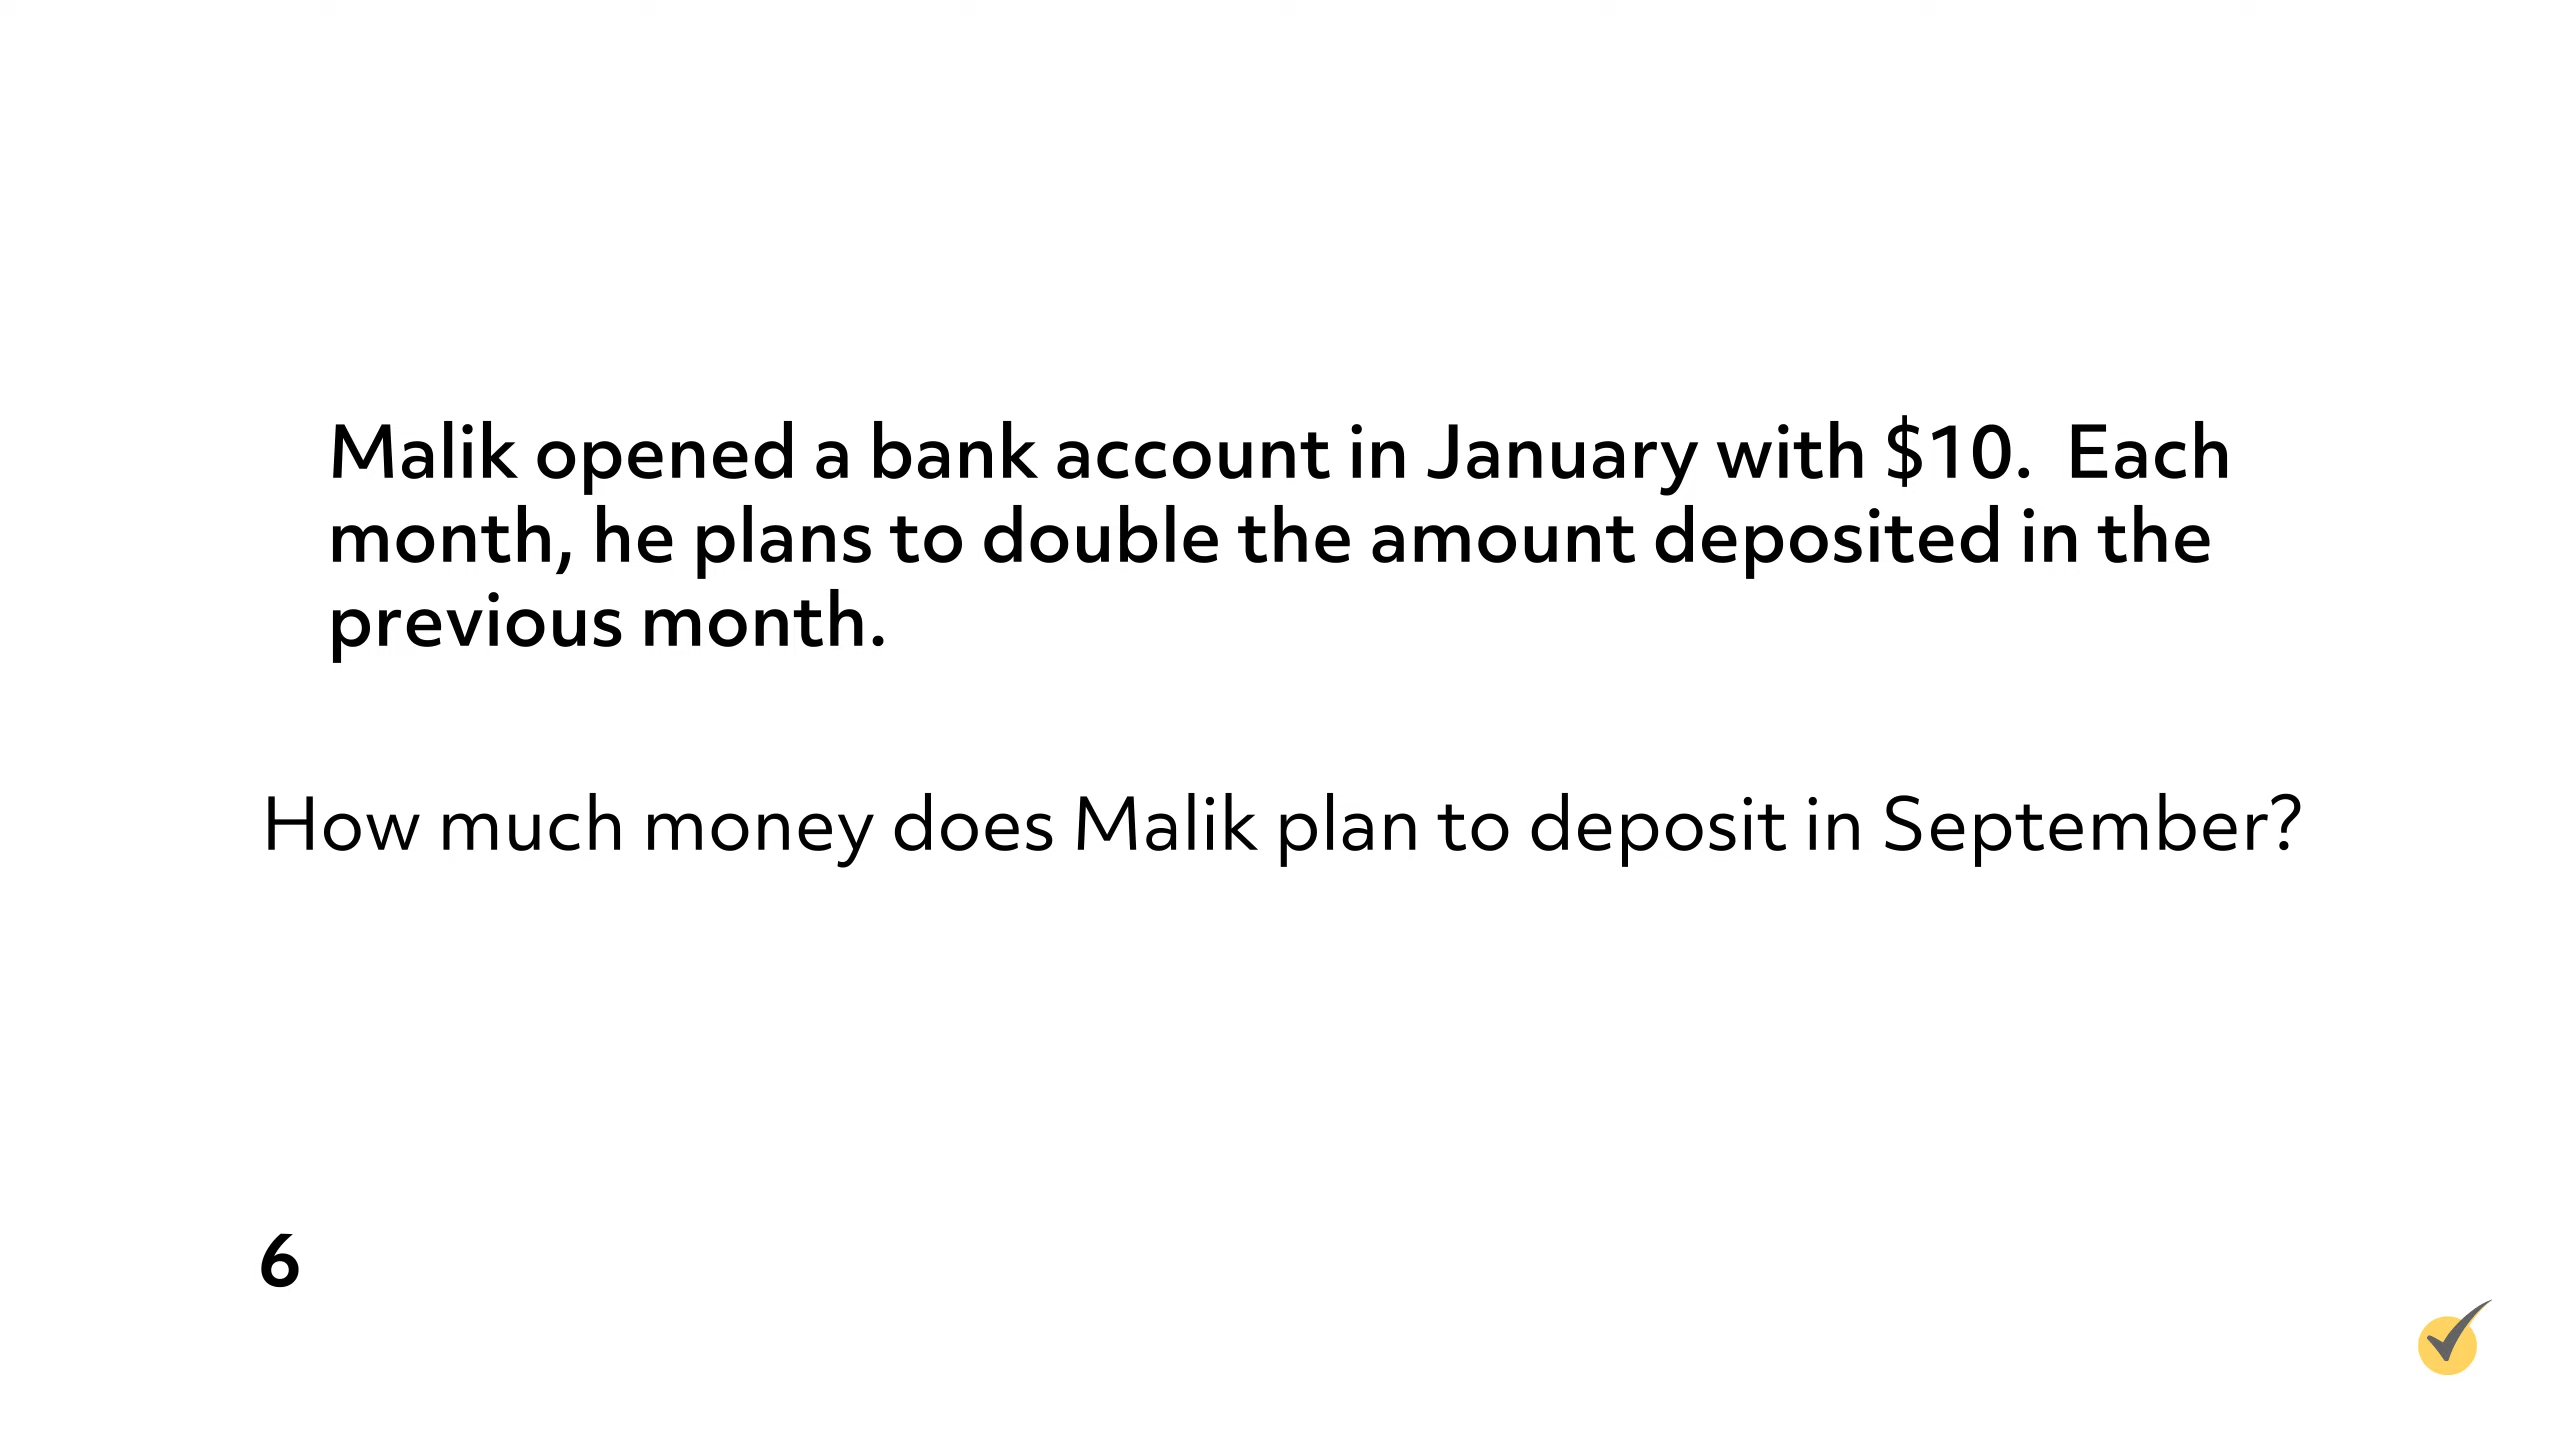 Malik opened a bank account in January with $10.  Each
month, he plans to double the amount deposited in the
previous month.
How much money does Malik plan to deposit in September?
6